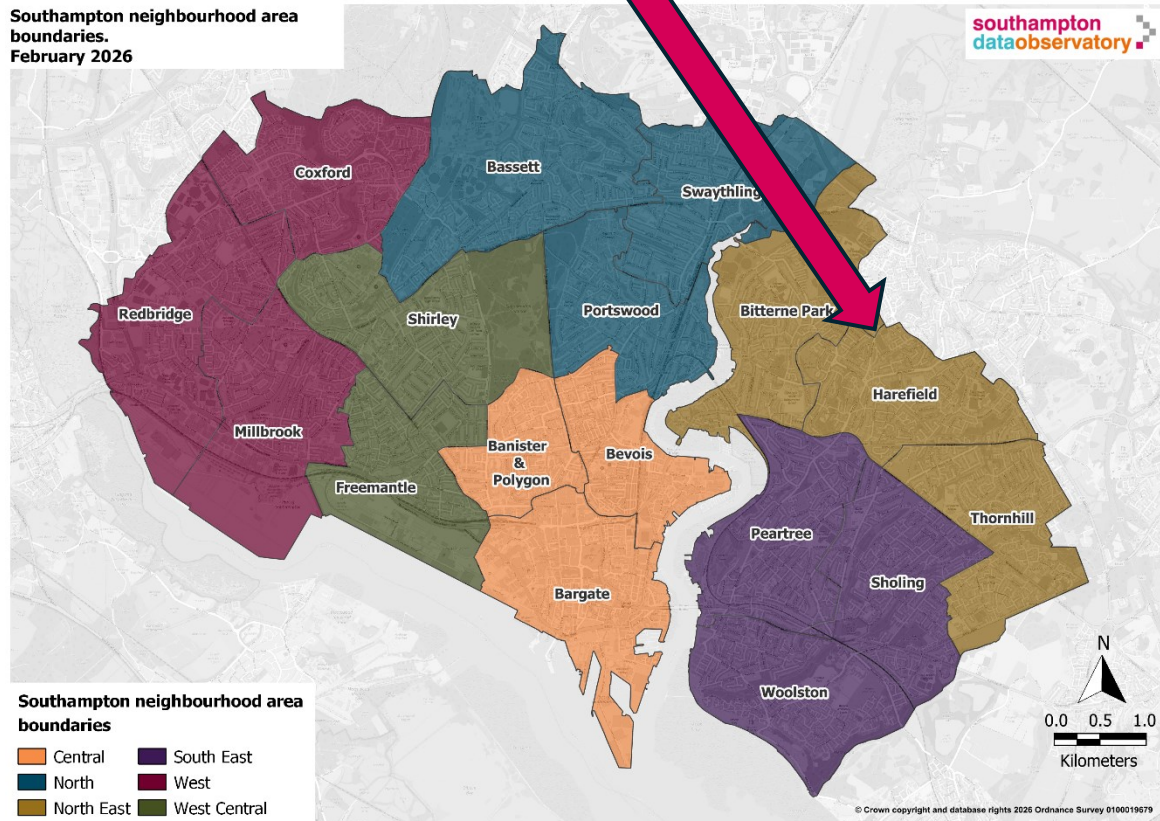 Southampton neighbourhood area
boundaries.
February 2026
southampton
dataobservatory
Coxford
Bassett
Swaythling
Redbridge
Shirley
Portswood
Bitterne Park
Harefield
Millbrook
Banister
&
Polygon
Bevois
Freemantle
Thornhill
Peartree
Sholing
Bargate
Woolston
N
0.0 0.5 1.0
Kilometers
Southampton neighbourhood area
boundaries
Central
South East
North
West
North East
West Central
© Crown copyright and database rights 2026 Ordnance Survey 0100019679